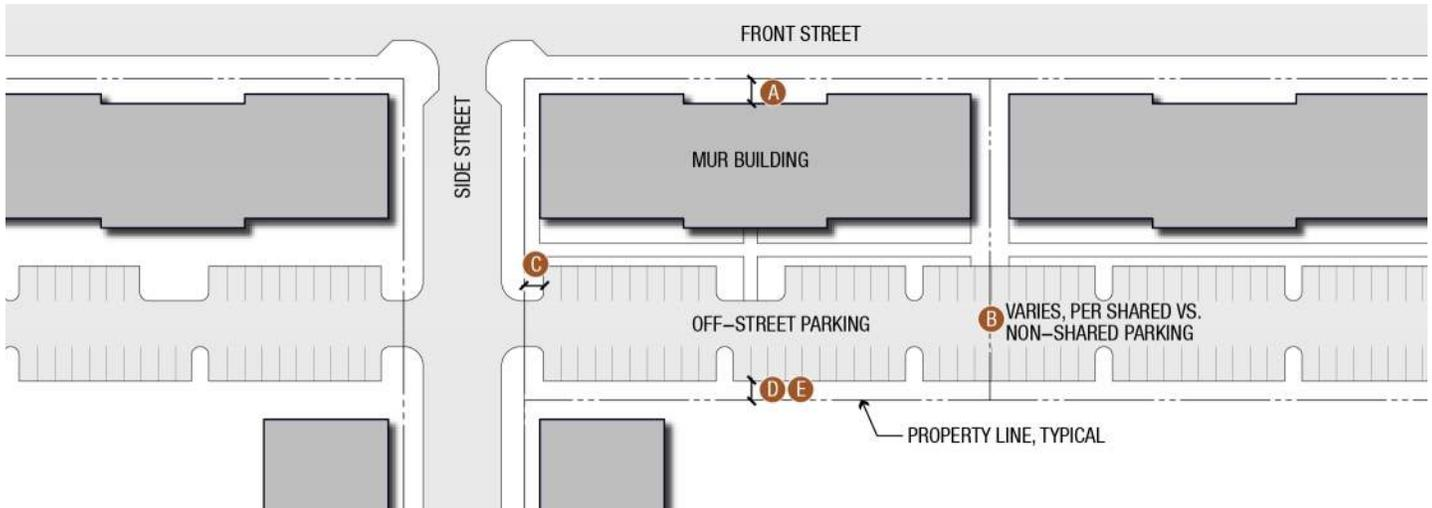 FRONT STREET
A
SIDE STREET
MUR BUILDING
C
OFF–STREET PARKING
B VARIES, PER SHARED VS.
NON–SHARED PARKING
D E
PROPERTY LINE, TYPICAL